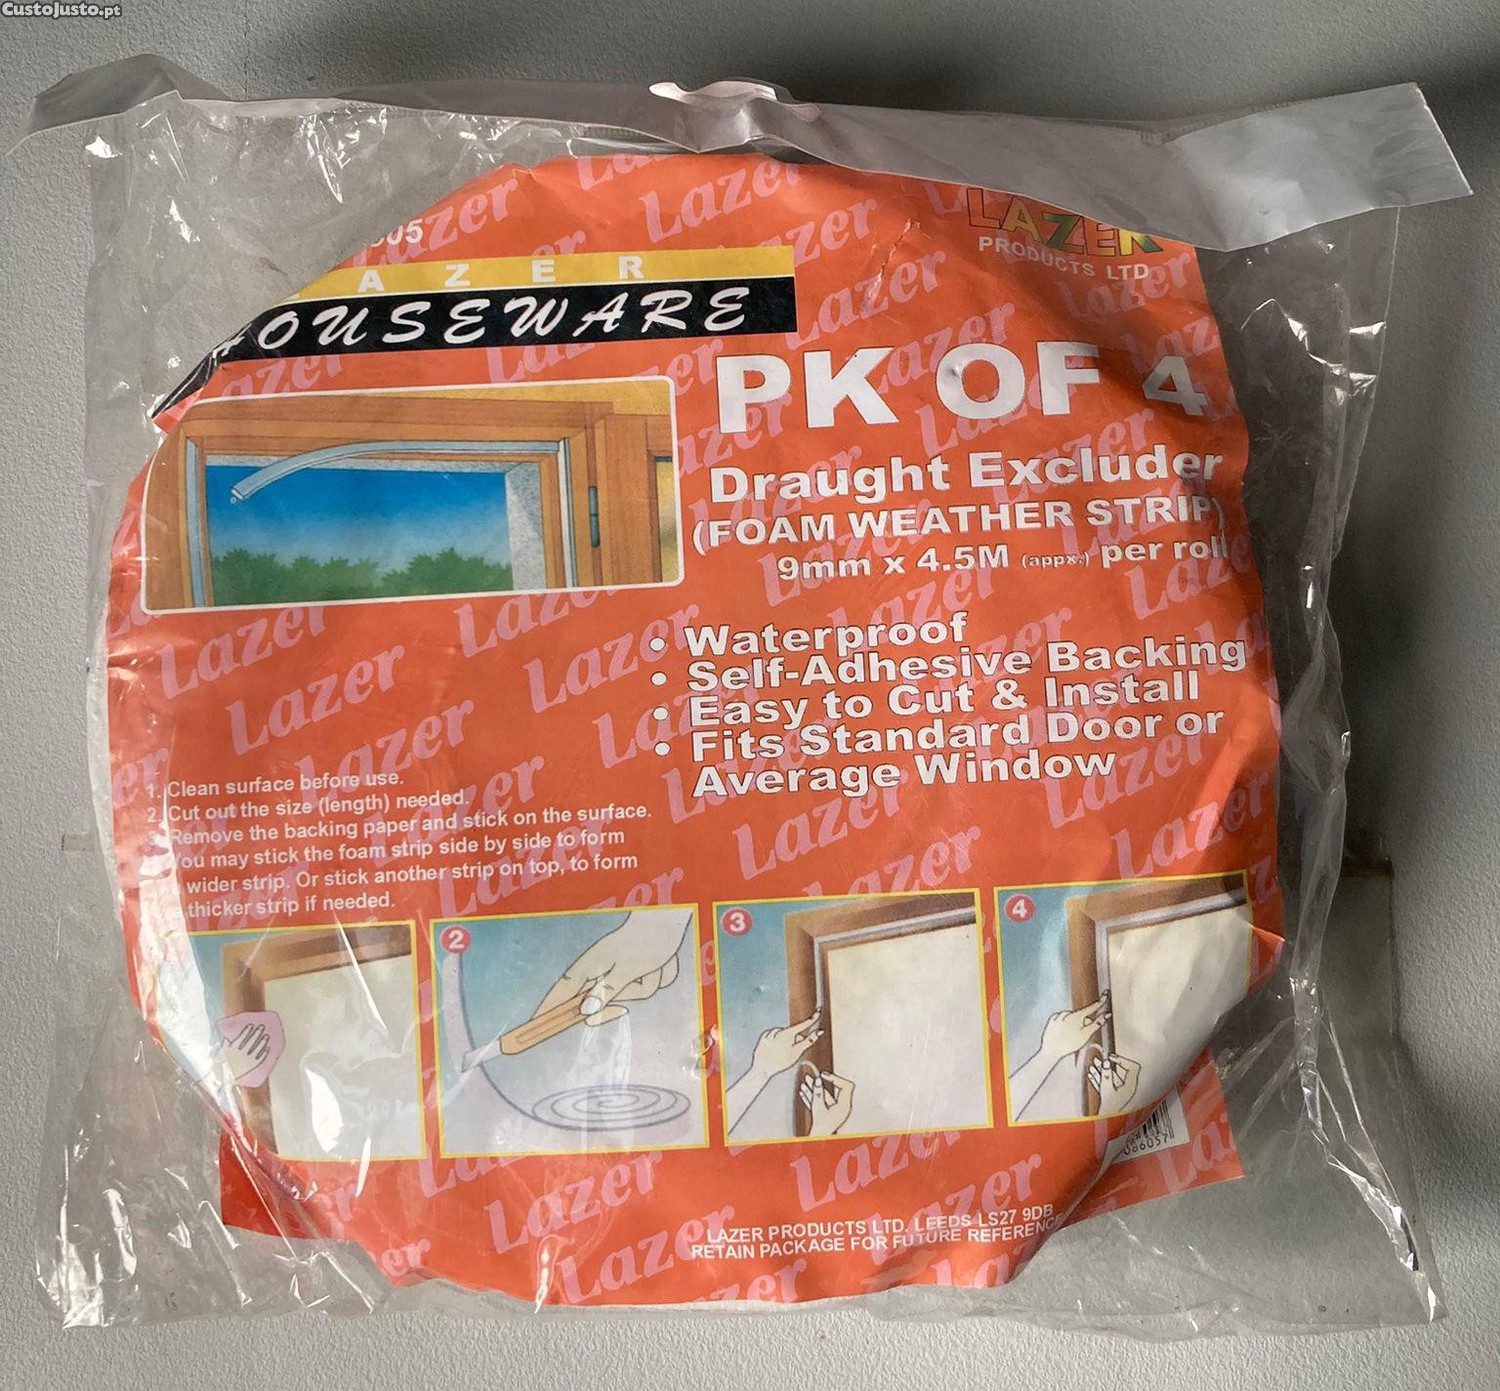 CustoJusto.pt
LAZER
PRODUCTS LTD
AZER
HOUSEWARE
PK OF 4
Draught Excluder
(FOAM WEATHER STRIP)
9mm x 4.5M (appx.) per roll
• Waterproof
• Self-Adhesive Backing
• Easy to Cut & Install
• Fits Standard Door or
Average Window
1. Clean surface before use.
2. Cut out the size (length) needed.
3. Remove the backing paper and stick on the surface.
You may stick the foam strip side by side to form
a wider strip. Or stick another strip on top, to form
a thicker strip if needed.
2
3
4
086057
LAZER PRODUCTS LTD. LEEDS LS27 9DB
RETAIN PACKAGE FOR FUTURE REFERENCE